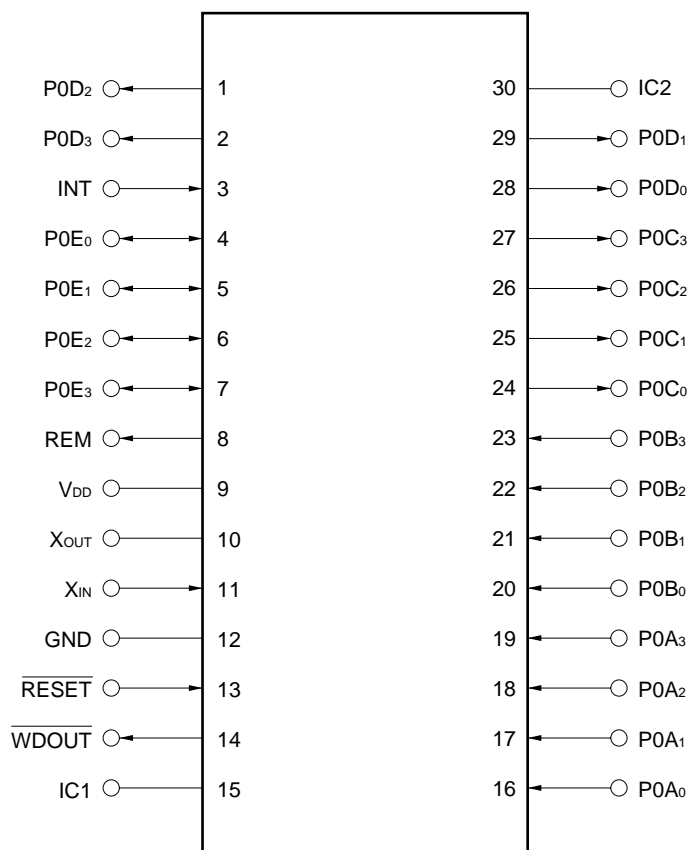 P0D2 1 30 IC2
P0D3 2 29 P0D1
INT 3 28 P0D0
P0E0 4 27 P0C3
P0E1 5 26 P0C2
P0E2 6 25 P0C1
P0E3 7 24 P0C0
REM 8 23 P0B3
VDD 9 22 P0B2
XOUT 10 21 P0B1
XIN 11 20 P0B0
GND 12 19 P0A3
RESET 13 18 P0A2
WDOUT 14 17 P0A1
IC1 15 16 P0A0